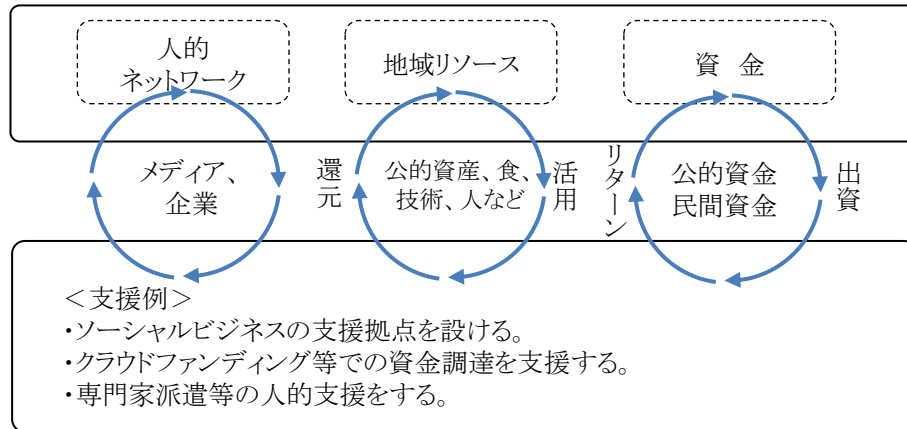 人的
ネットワーク
地域リソース
資 金
メディア、
企業
還元
公的資産、食、
技術、人など
活用
リターン
公的資金
民間資金
出資
＜支援例＞
・ソーシャルビジネスの支援拠点を設ける。
・クラウドファンディング等での資金調達を支援する。
・専門家派遣等の人的支援をする。